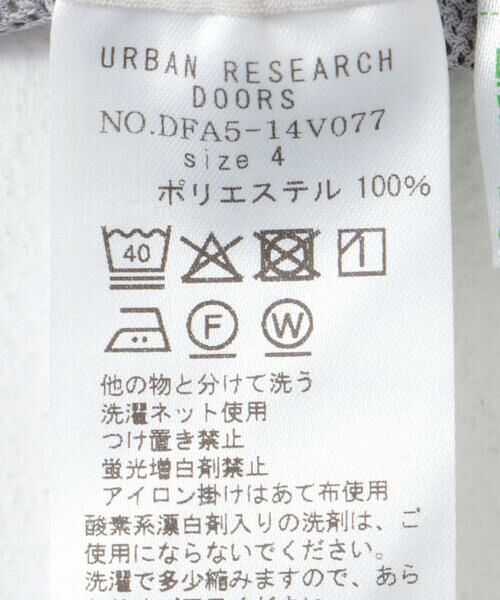 URBAN RESEARCH
DOORS
NO.DFA5-14V077
size 4
ポリエステル 100%
40
F W
他の物と分けて洗う
洗濯ネット使用
つけ置き禁止
蛍光増白剤禁止
アイロン掛けはあて布使用
酸素系漂白剤入りの洗剤は、ご
使用にならないでください。
洗濯で多少縮みますので、あら